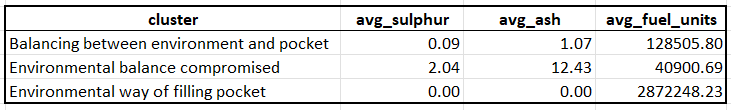 cluster avg_sulphur avg_ash avg_fuel_units
Balancing between environment and pocket 0.09 1.07 128505.80
Environmental balance compromised 2.04 12.43 40900.69
Environmental way of filling pocket 0.00 0.00 2872248.23